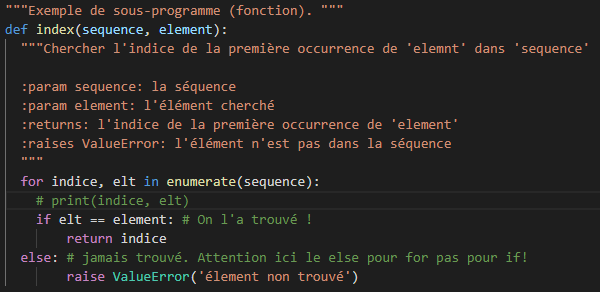 """Exemple de sous-programme (fonction). """
def index(sequence, element):
"""Chercher l'indice de la première occurrence de 'elemnt' dans 'sequence'
:param sequence: la séquence
:param element: l'élément cherché
:returns: l'indice de la première occurrence de 'element'
:raises ValueError: l'élément n'est pas dans la séquence
"""
for indice, elt in enumerate(sequence):
# print(indice, elt)
if elt == element: # On l'a trouvé !
return indice
else: # jamais trouvé. Attention ici le else pour for pas pour if!
raise ValueError('élement non trouvé')